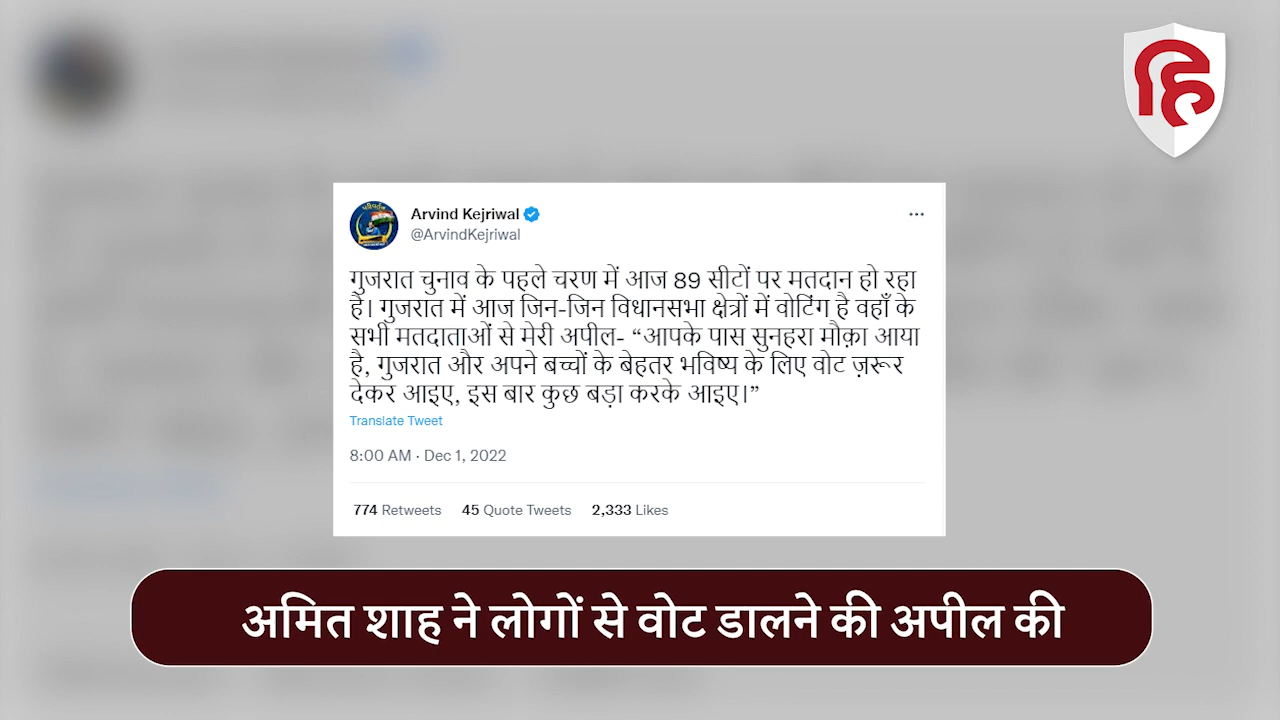 हि
Arvind Kejriwal
@ArvindKejriwal
गुजरात चुनाव के पहले चरण में आज 89 सीटों पर मतदान हो रहा
है। गुजरात में आज जिन-जिन विधानसभा क्षेत्रों में वोटिंग है वहाँ के
सभी मतदाताओं से मेरी अपील- “आपके पास सुनहरा मौक़ा आया
है, गुजरात और अपने बच्चों के बेहतर भविष्य के लिए वोट ज़रूर
देकर आइए, इस बार कुछ बड़ा करके आइए।”
Translate Tweet
8:00 AM · Dec 1, 2022
774 Retweets 45 Quote Tweets 2,333 Likes
अमित शाह ने लोगों से वोट डालने की अपील की